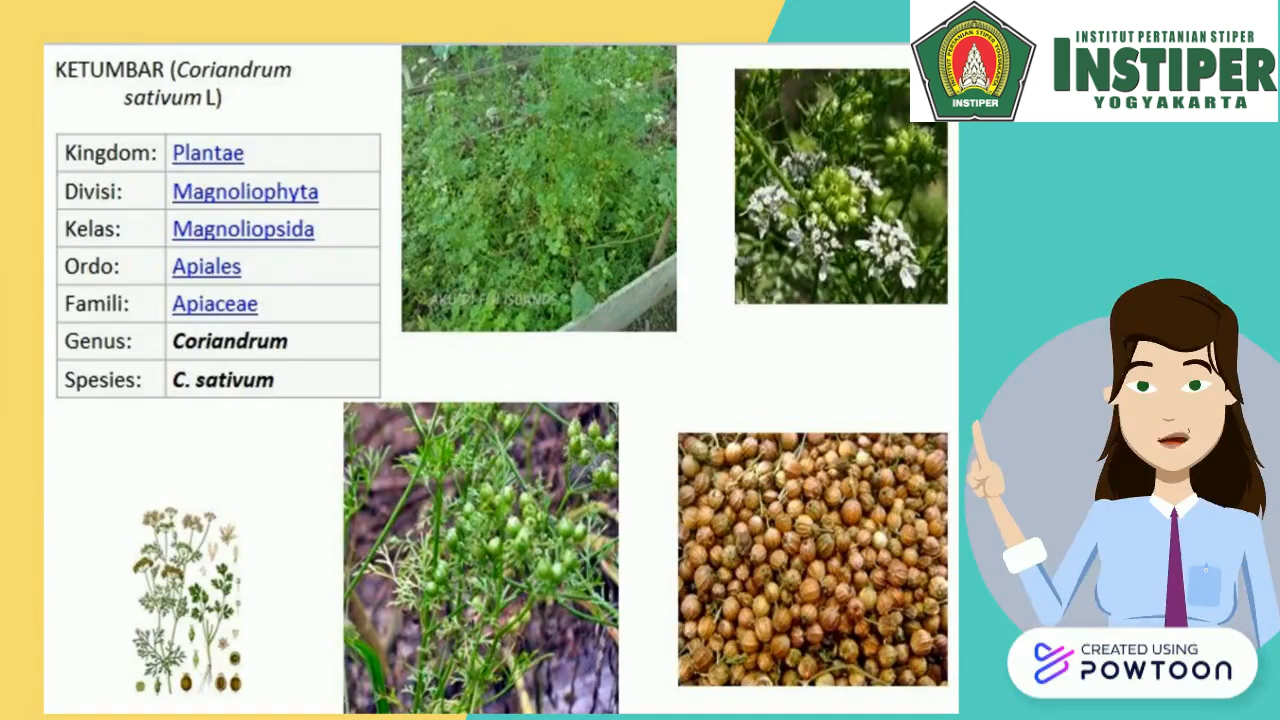 KETUMBAR (Coriandrum
sativum L)
Kingdom: Plantae
Divisi: Magnoliophyta
Kelas: Magnoliopsida
Ordo: Apiales
Famili: Apiaceae
Genus: Coriandrum
Spesies: C. sativum
INSTIPER
INSTITUT PERTANIAN STIPER
INSTIPER
YOGYAKARTA
CREATED USING
POWTOON